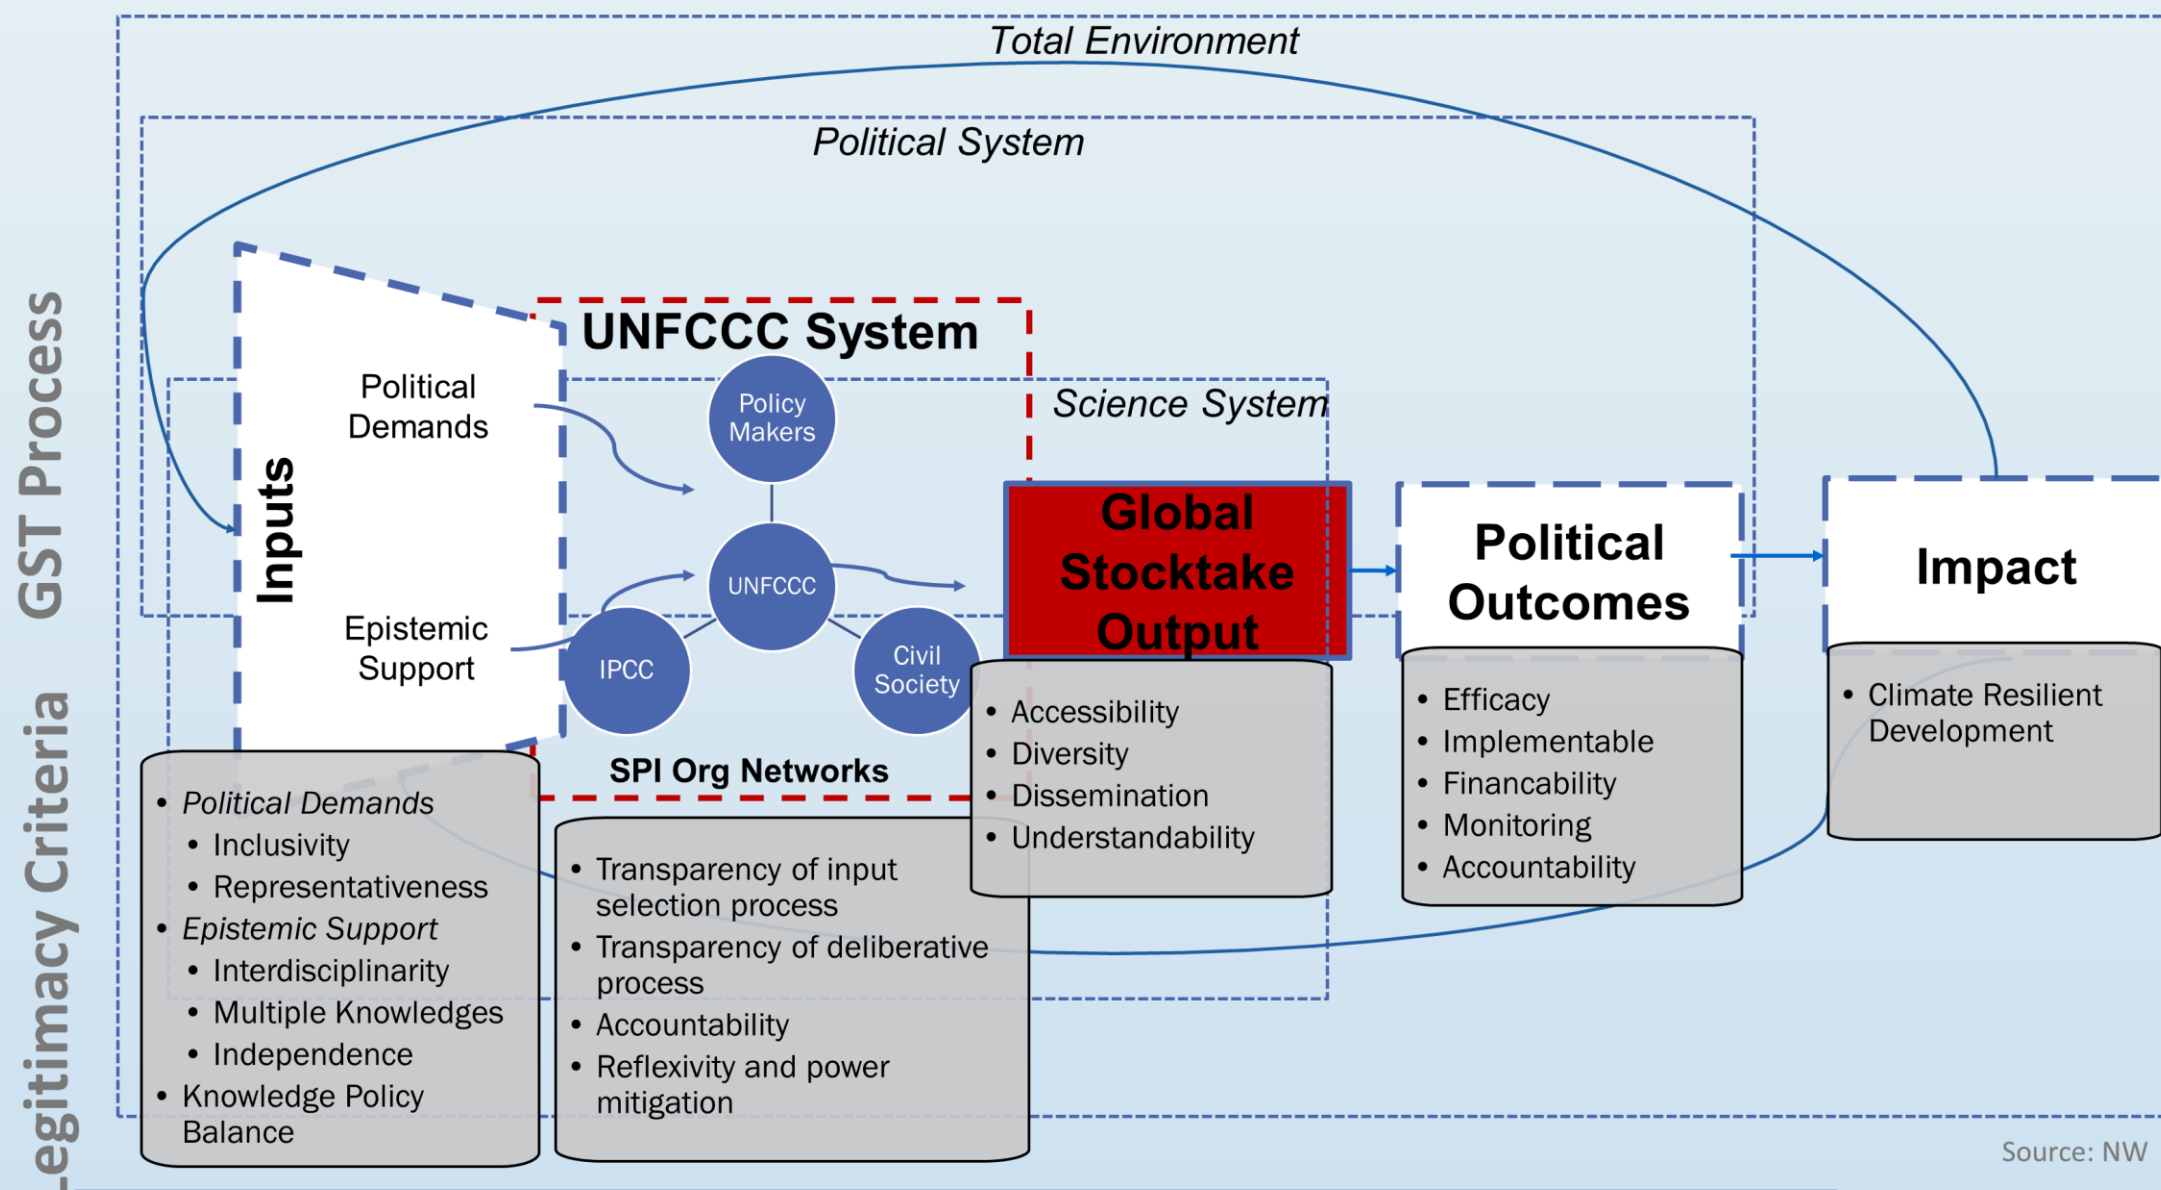 Total Environment
Political System
GST Process
UNFCCC System
Political
Demands
Policy
Makers
Science System
Inputs
Global
Stocktake
Output
Political
Outcomes
Impact
UNFCCC
Epistemic
Support
IPCC
Civil
Society
SPI Org Networks
Legitimacy Criteria
• Political Demands
• Inclusivity
• Representativeness
• Epistemic Support
• Interdisciplinarity
• Multiple Knowledges
• Independence
• Knowledge Policy
Balance
• Transparency of input
selection process
• Transparency of deliberative
process
• Accountability
• Reflexivity and power
mitigation
• Accessibility
• Diversity
• Dissemination
• Understandability
• Efficacy
• Implementable
• Financability
• Monitoring
• Accountability
• Climate Resilient
Development
Source: NW